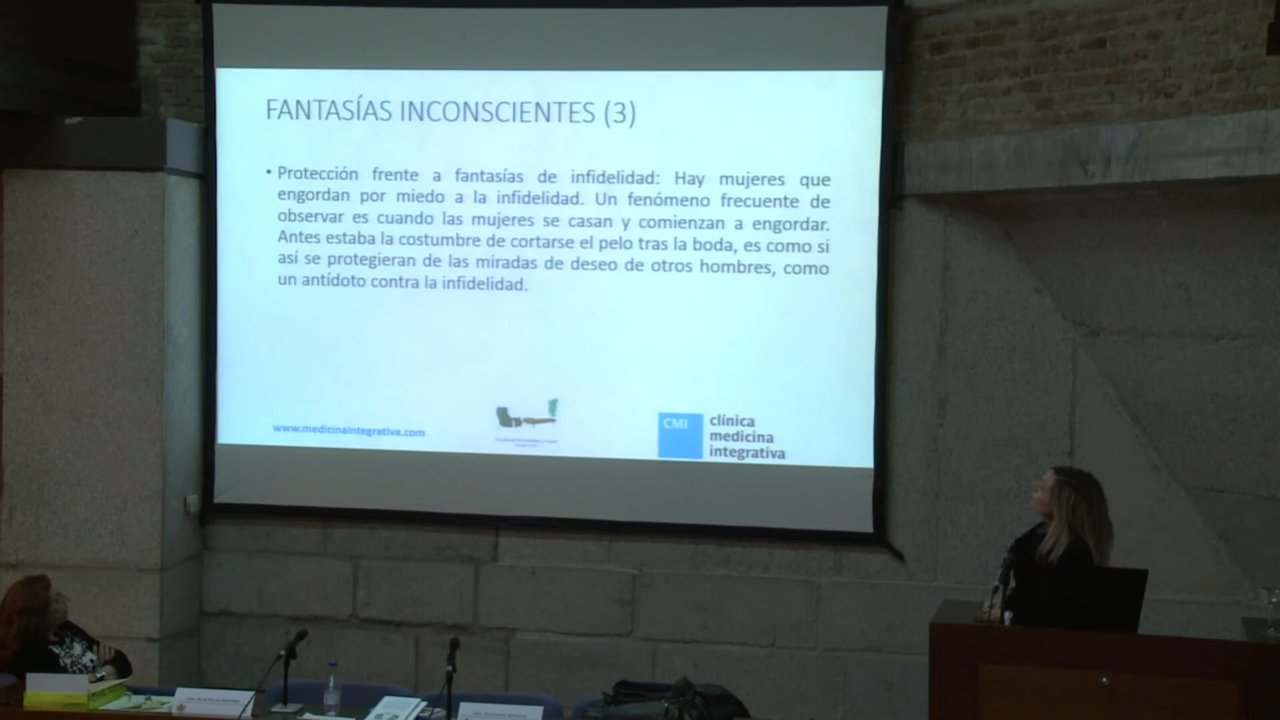 FANTASÍAS INCONSCIENTES (3)
• Protección frente a fantasías de infidelidad: Hay mujeres que
engordan por miedo a la infidelidad. Un fenómeno frecuente de
observar es cuando las mujeres se casan y comienzan a engordar.
Antes estaba la costumbre de cortarse el pelo tras la boda, es como si
así se protegieran de las miradas de deseo de otros hombres, como
un antídoto contra la infidelidad.
www.medicinaintegrativa.com
CMI
clínica
medicina
integrativa